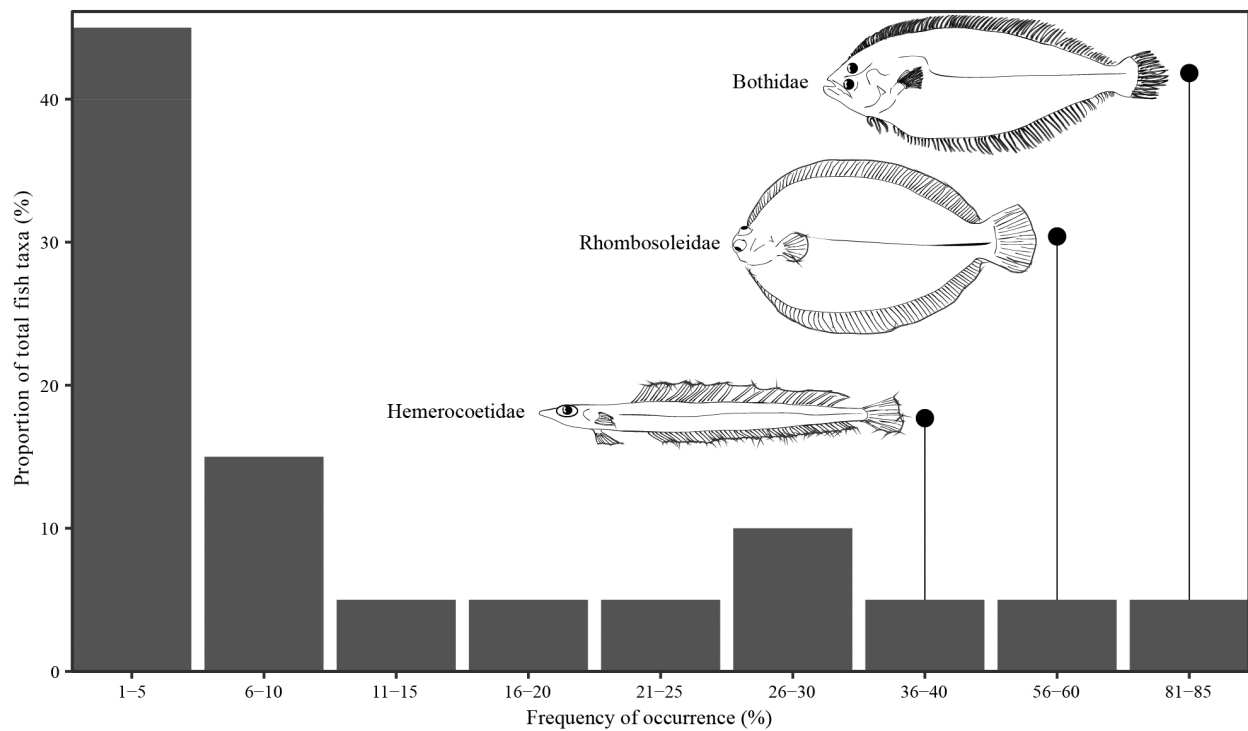 Bothidae
Rhombosoleidae
Hemerocoetidae
Proportion of total fish taxa (%)
40
30
20
10
0
1−5 6−10 11−15 16−20 21−25 26−30 36−40 56−60 81−85
Frequency of occurrence (%)